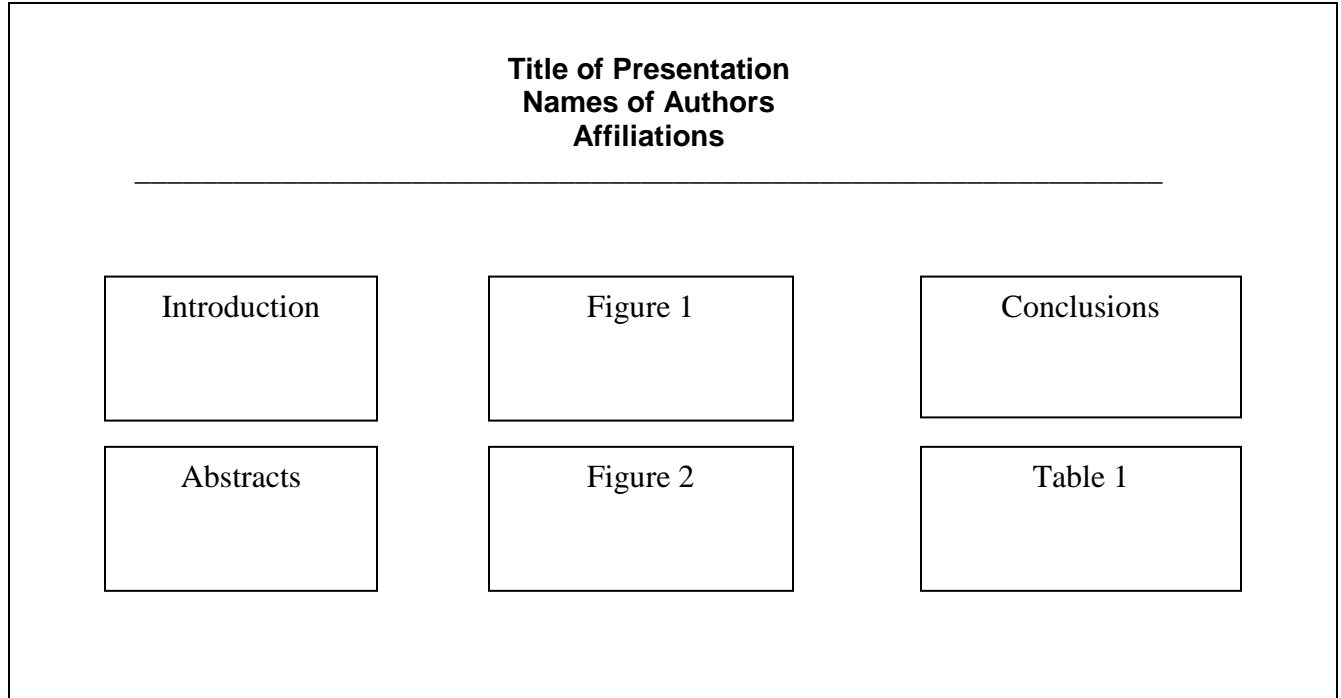 Title of Presentation
Names of Authors
Affiliations
Introduction
Figure 1
Conclusions
Abstracts
Figure 2
Table 1